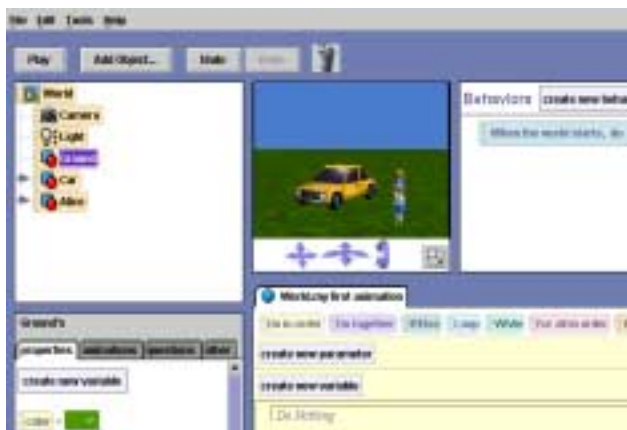 File Edit Tools Help
Play Add Object... Undo
World
Camera
Light
Ground
Car
Alice
Behaviors create new beha
When the world starts, do
World.my first animation
Ground's
Do in order Do together If/Else Loop While For all in order
properties animations questions other
create new parameter
create new variable
create new variable
Do Nothing
color =